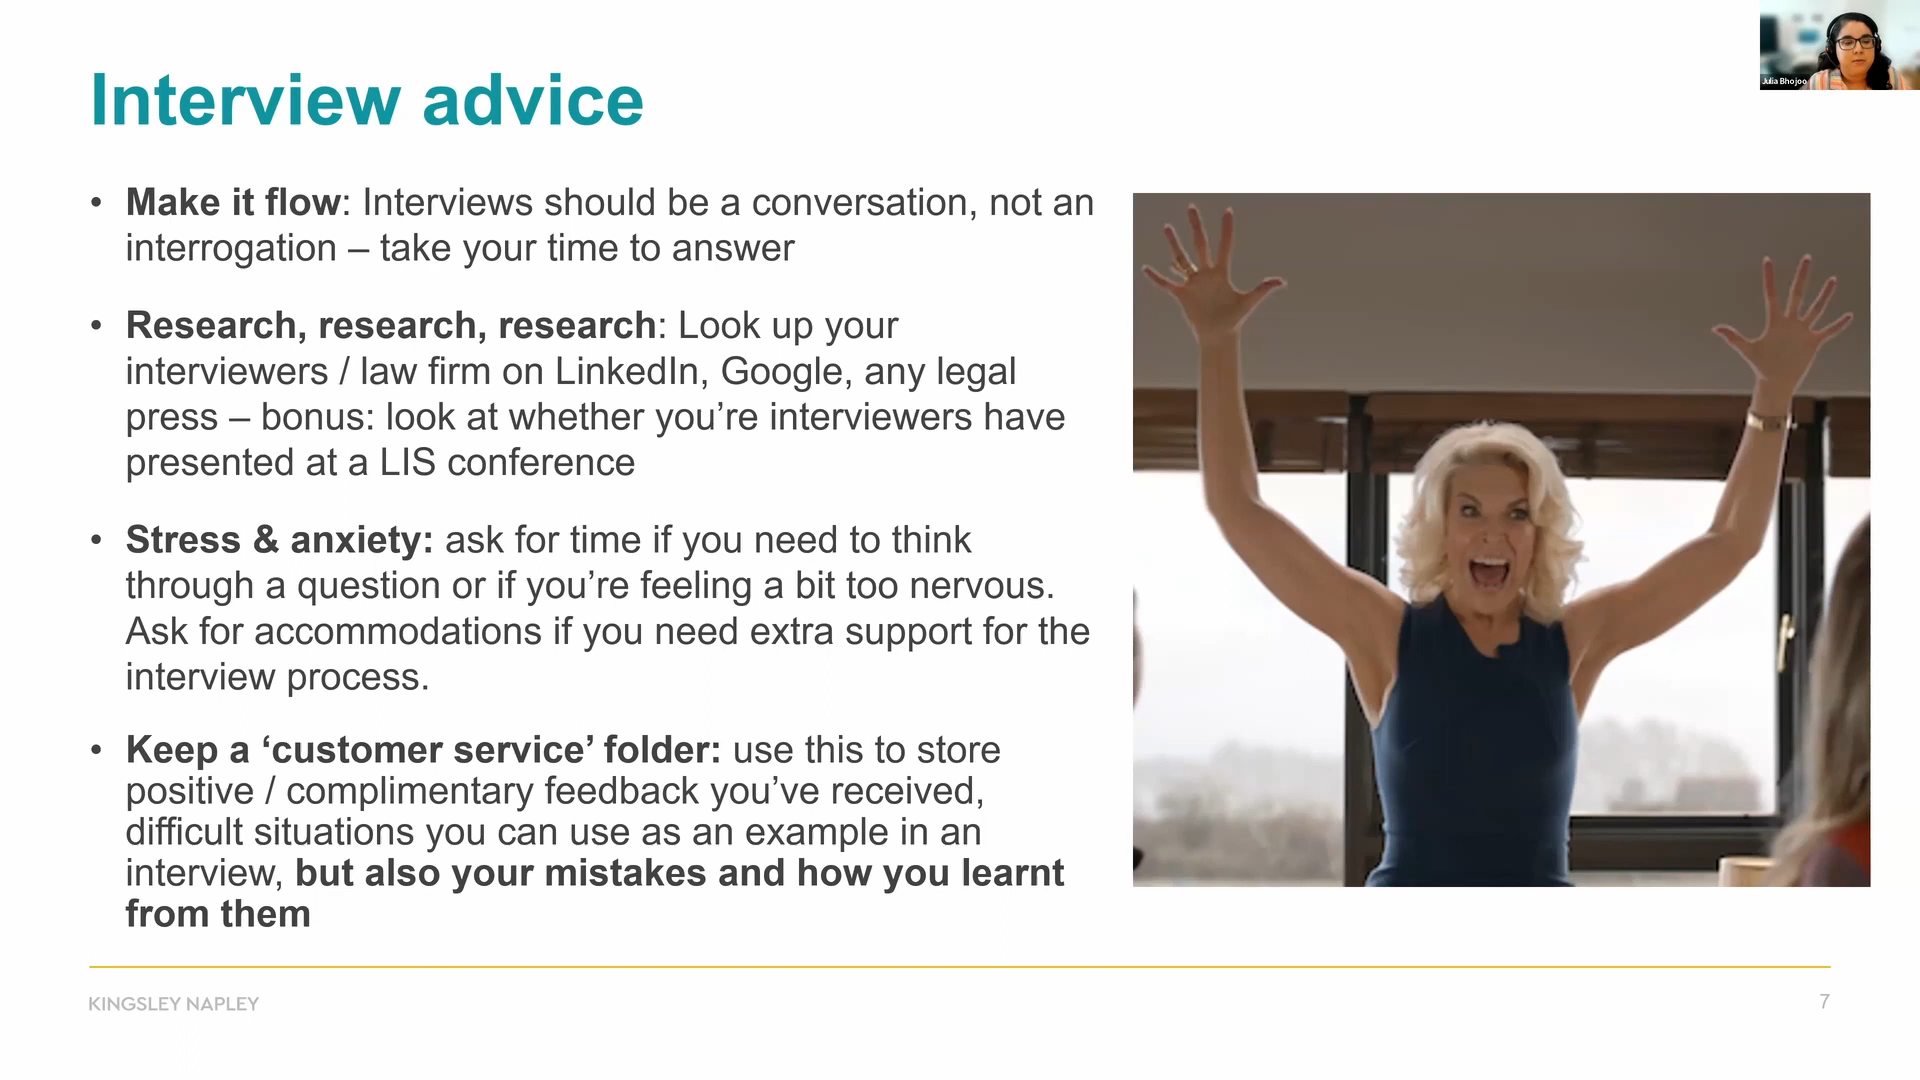 Julia Bhojoo
Interview advice
• Make it flow: Interviews should be a conversation, not an
interrogation – take your time to answer
• Research, research, research: Look up your
interviewers / law firm on LinkedIn, Google, any legal
press – bonus: look at whether you’re interviewers have
presented at a LIS conference
• Stress & anxiety: ask for time if you need to think
through a question or if you’re feeling a bit too nervous.
Ask for accommodations if you need extra support for the
interview process.
• Keep a ‘customer service’ folder: use this to store
positive / complimentary feedback you’ve received,
difficult situations you can use as an example in an
interview, but also your mistakes and how you learnt
from them
KINGSLEY NAPLEY
7